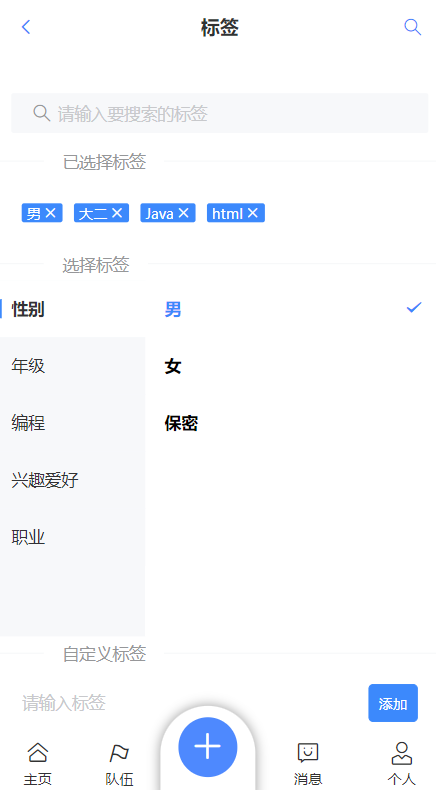 标签
请输入要搜索的标签
已选择标签
男 大二 Java html
选择标签
性别 男
年级 女
编程 保密
兴趣爱好
职业
自定义标签
请输入标签 添加
主页 队伍 消息 个人